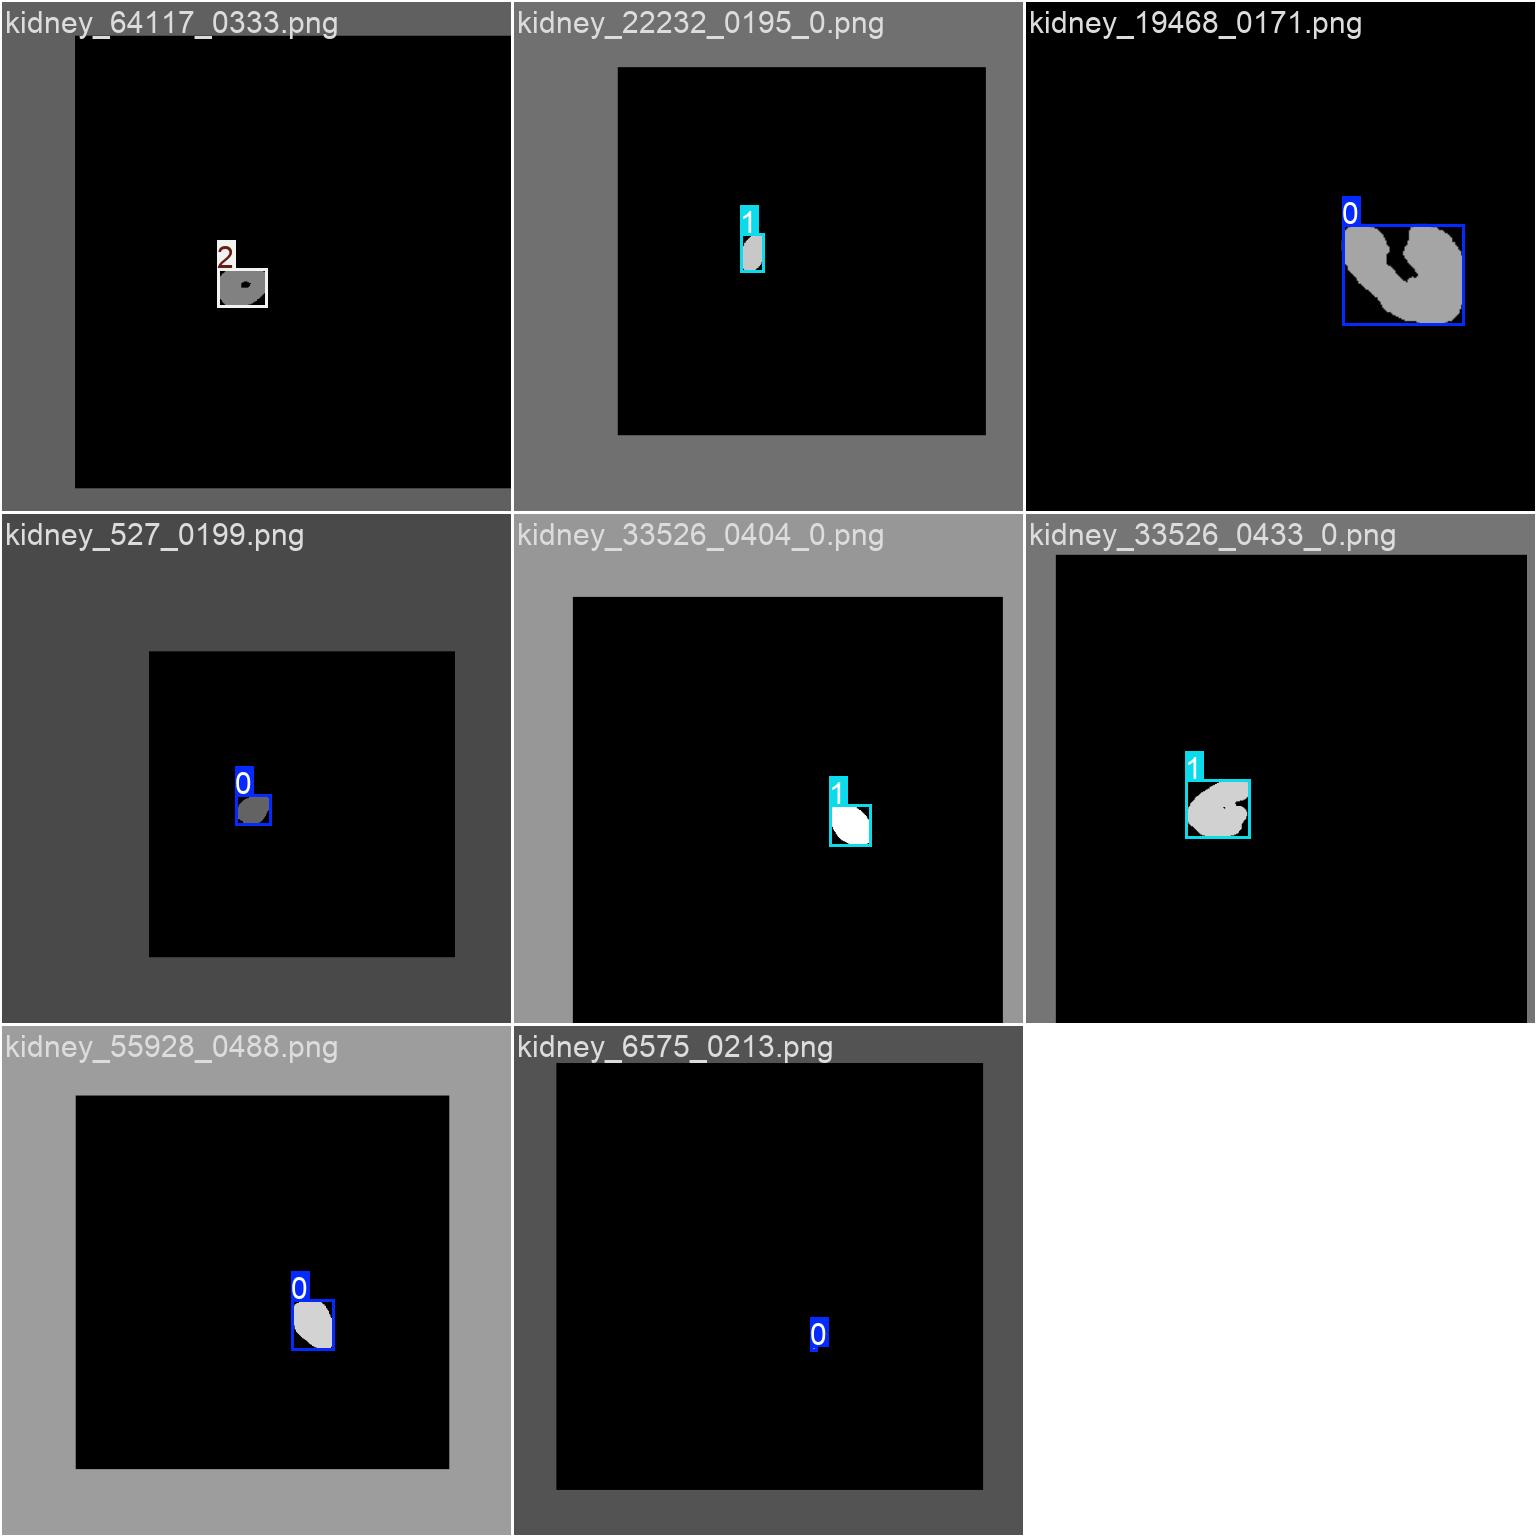 kidney_64117_0333.png
kidney_22232_0195_0.png
kidney_19468_0171.png
2
1
0
kidney_527_0199.png
kidney_33526_0404_0.png
kidney_33526_0433_0.png
0
1
1
kidney_55928_0488.png
kidney_6575_0213.png
0
0